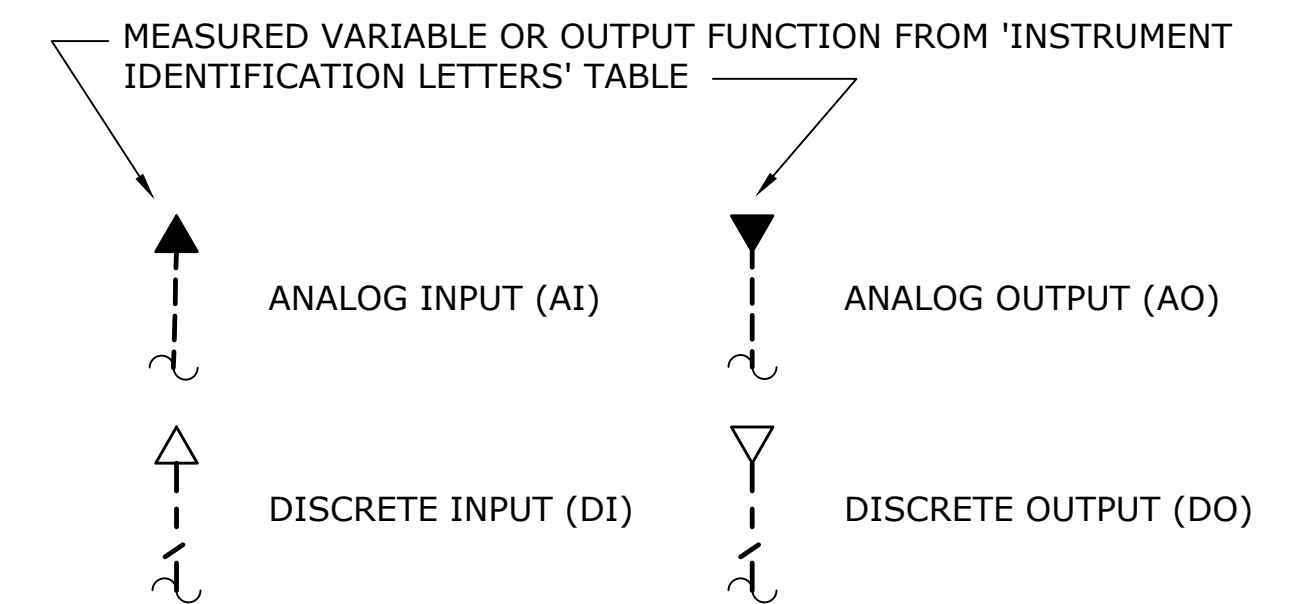 MEASURED VARIABLE OR OUTPUT FUNCTION FROM 'INSTRUMENT
IDENTIFICATION LETTERS' TABLE
ANALOG INPUT (AI)
ANALOG OUTPUT (AO)
DISCRETE INPUT (DI)
DISCRETE OUTPUT (DO)